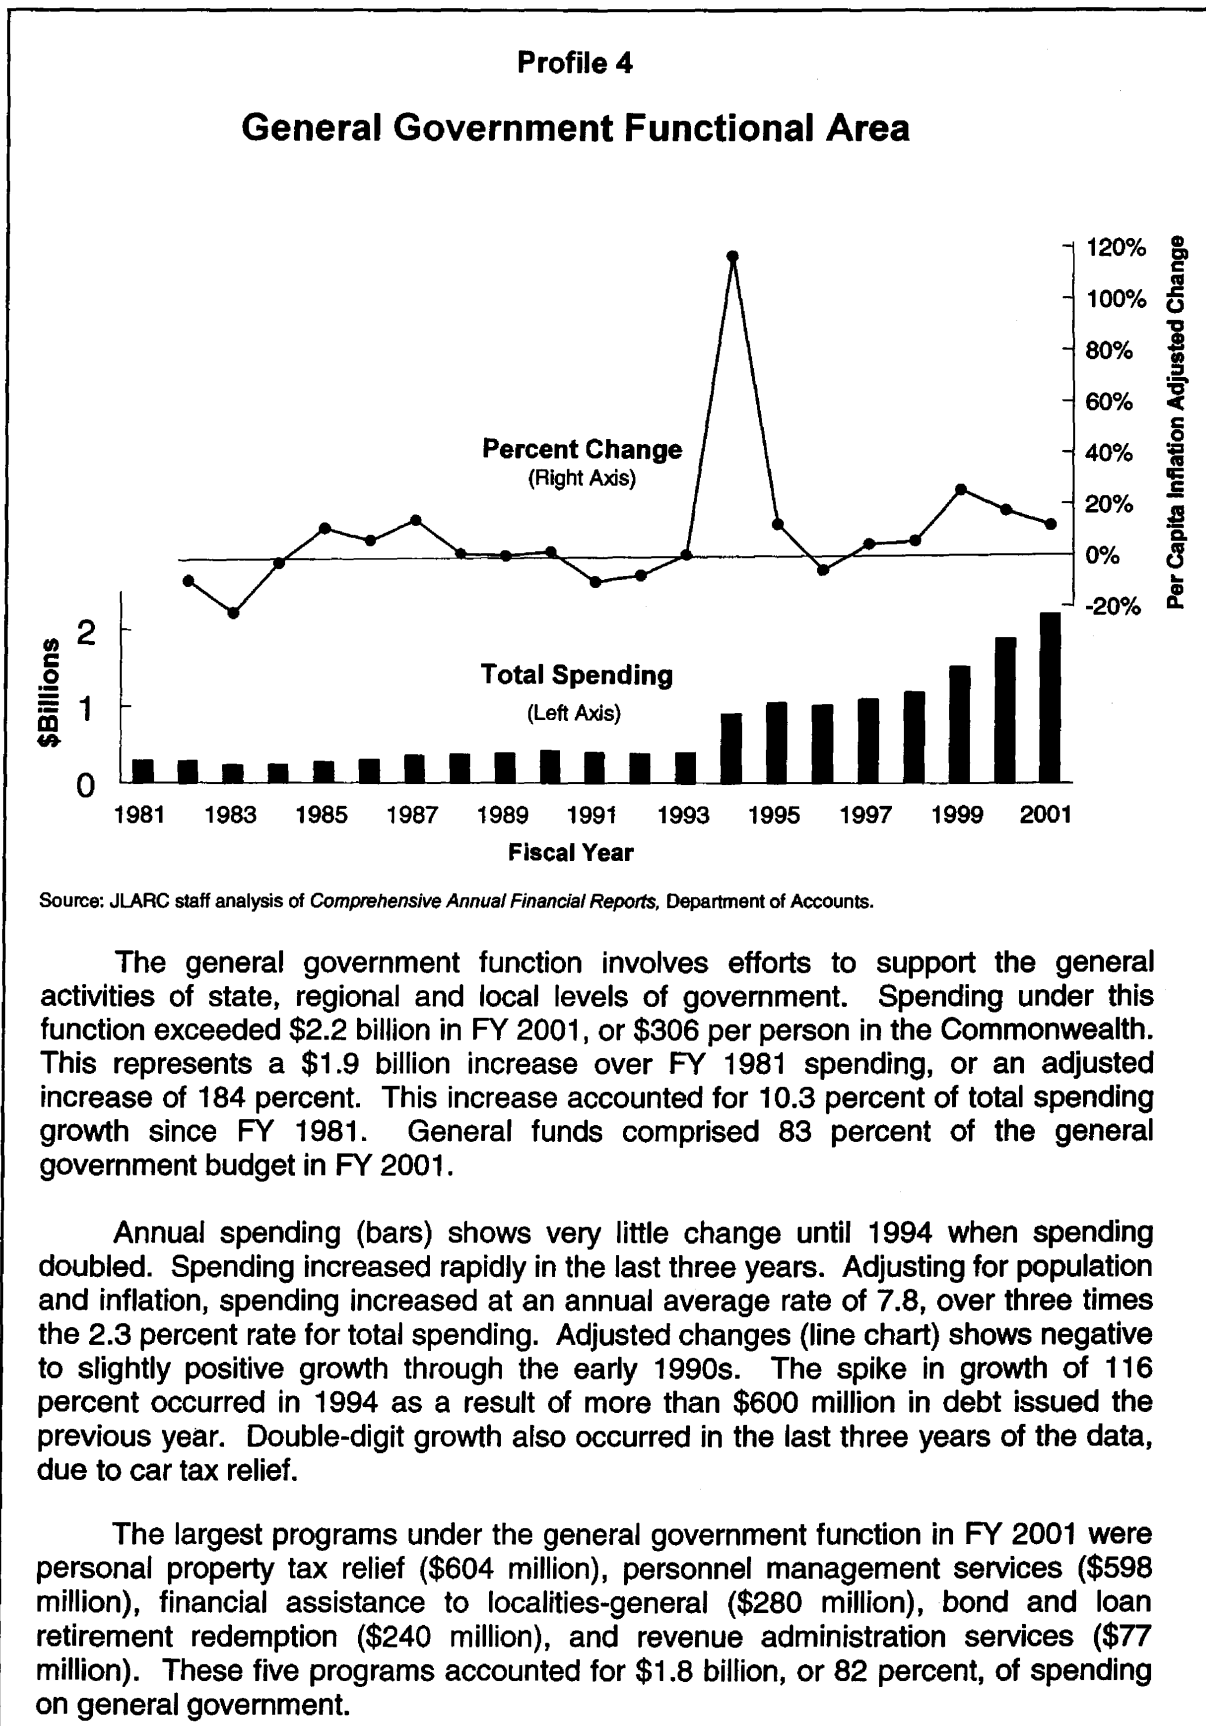 Profile 4
General Government Functional Area
120%
100%
80%
60%
40%
20%
0%
-20%
Per Capita Inflation Adjusted Change
Percent Change
(Right Axis)
$Billions
2
1
0
Total Spending
(Left Axis)
1981 1983 1985 1987 1989 1991 1993 1995 1997 1999 2001
Fiscal Year
Source: JLARC staff analysis of Comprehensive Annual Financial Reports, Department of Accounts.
The general government function involves efforts to support the general
activities of state, regional and local levels of government. Spending under this
function exceeded $2.2 billion in FY 2001, or $306 per person in the Commonwealth.
This represents a $1.9 billion increase over FY 1981 spending, or an adjusted
increase of 184 percent. This increase accounted for 10.3 percent of total spending
growth since FY 1981. General funds comprised 83 percent of the general
government budget in FY 2001.
Annual spending (bars) shows very little change until 1994 when spending
doubled. Spending increased rapidly in the last three years. Adjusting for population
and inflation, spending increased at an annual average rate of 7.8, over three times
the 2.3 percent rate for total spending. Adjusted changes (line chart) shows negative
to slightly positive growth through the early 1990s. The spike in growth of 116
percent occurred in 1994 as a result of more than $600 million in debt issued the
previous year. Double-digit growth also occurred in the last three years of the data,
due to car tax relief.
The largest programs under the general government function in FY 2001 were
personal property tax relief ($604 million), personnel management services ($598
million), financial assistance to localities-general ($280 million), bond and loan
retirement redemption ($240 million), and revenue administration services ($77
million). These five programs accounted for $1.8 billion, or 82 percent, of spending
on general government.